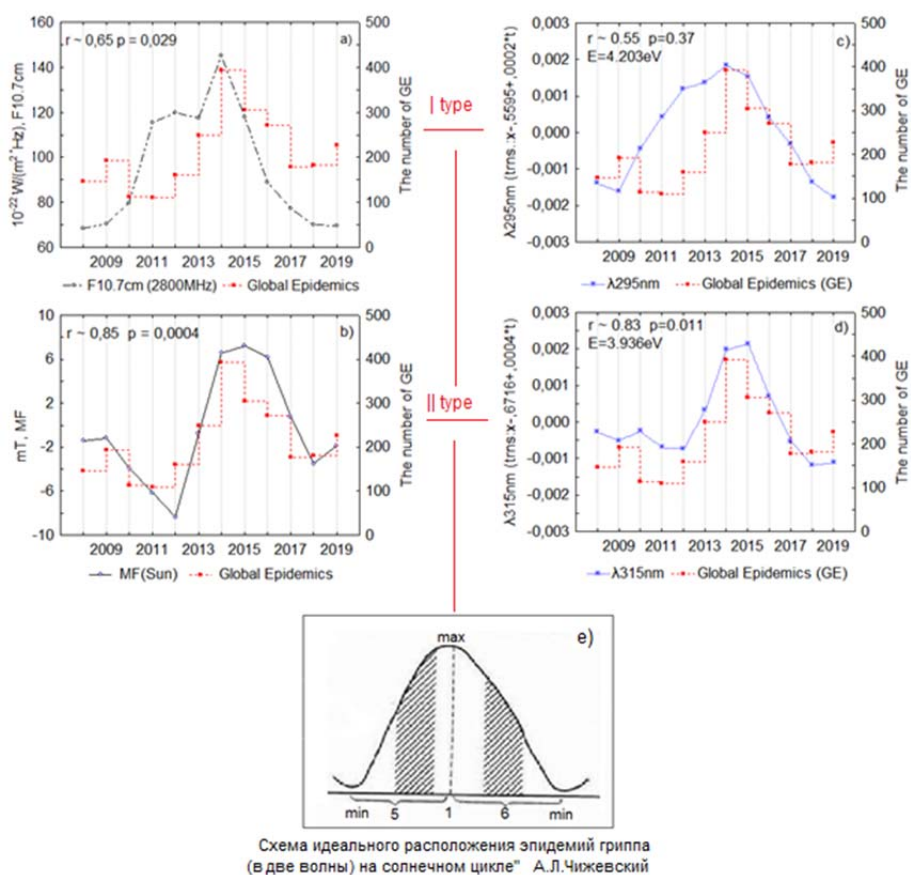 r ~ 0,65 p = 0,029
a)
160
140
120
100
80
60
10⁻²²W/(m²*Hz), F10.7cm
500
400
300
200
100
0
The number of GE
2009 2011 2013 2015 2017 2019
F10.7cm (2800MHz) Global Epidemics
| type
r ~ 0.55 p=0.37
E=4.203eV
c)
0,003
0,002
0,001
0,000
-0,001
-0,002
-0,003
λ295nm (trns.:x-,5595+,0002*t)
500
400
300
200
100
0
The number of GE
2009 2011 2013 2015 2017 2019
λ295nm Global Epidemics (GE)
r ~ 0,85 p = 0,0004
b)
10
6
2
-2
-6
-10
mT, MF
500
400
300
200
100
0
The number of GE
2009 2011 2013 2015 2017 2019
MF(Sun) Global Epidemics
|| type
r ~ 0.83 p=0.011
E=3.936eV
d)
0,003
0,002
0,001
0,000
-0,001
-0,002
-0,003
λ315nm (trns:x-,6716+,0004*t)
500
400
300
200
100
0
The number of GE
2009 2011 2013 2015 2017 2019
λ315nm Global Epidemics (GE)
e)
max
min 5 1 6 min
Схема идеального расположения эпидемий гриппа
(в две волны) на солнечном цикле" А.Л.Чижевский